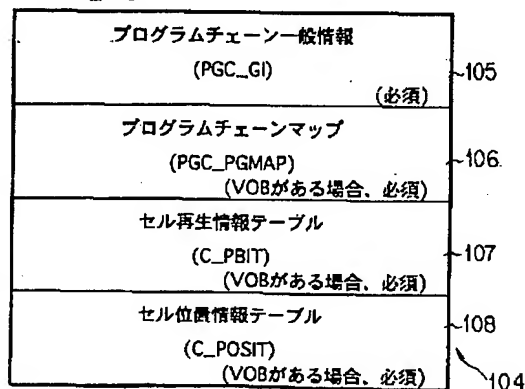 プログラムチェーン一般情報
(PGC_GI)
(必須)
105
プログラムチェーンマップ
(PGC_PGMAP)
(VOBがある場合、必須)
106
セル再生情報テーブル
(C_PBIT)
(VOBがある場合、必須)
107
セル位置情報テーブル
(C_POSIT)
(VOBがある場合、必須)
108
104